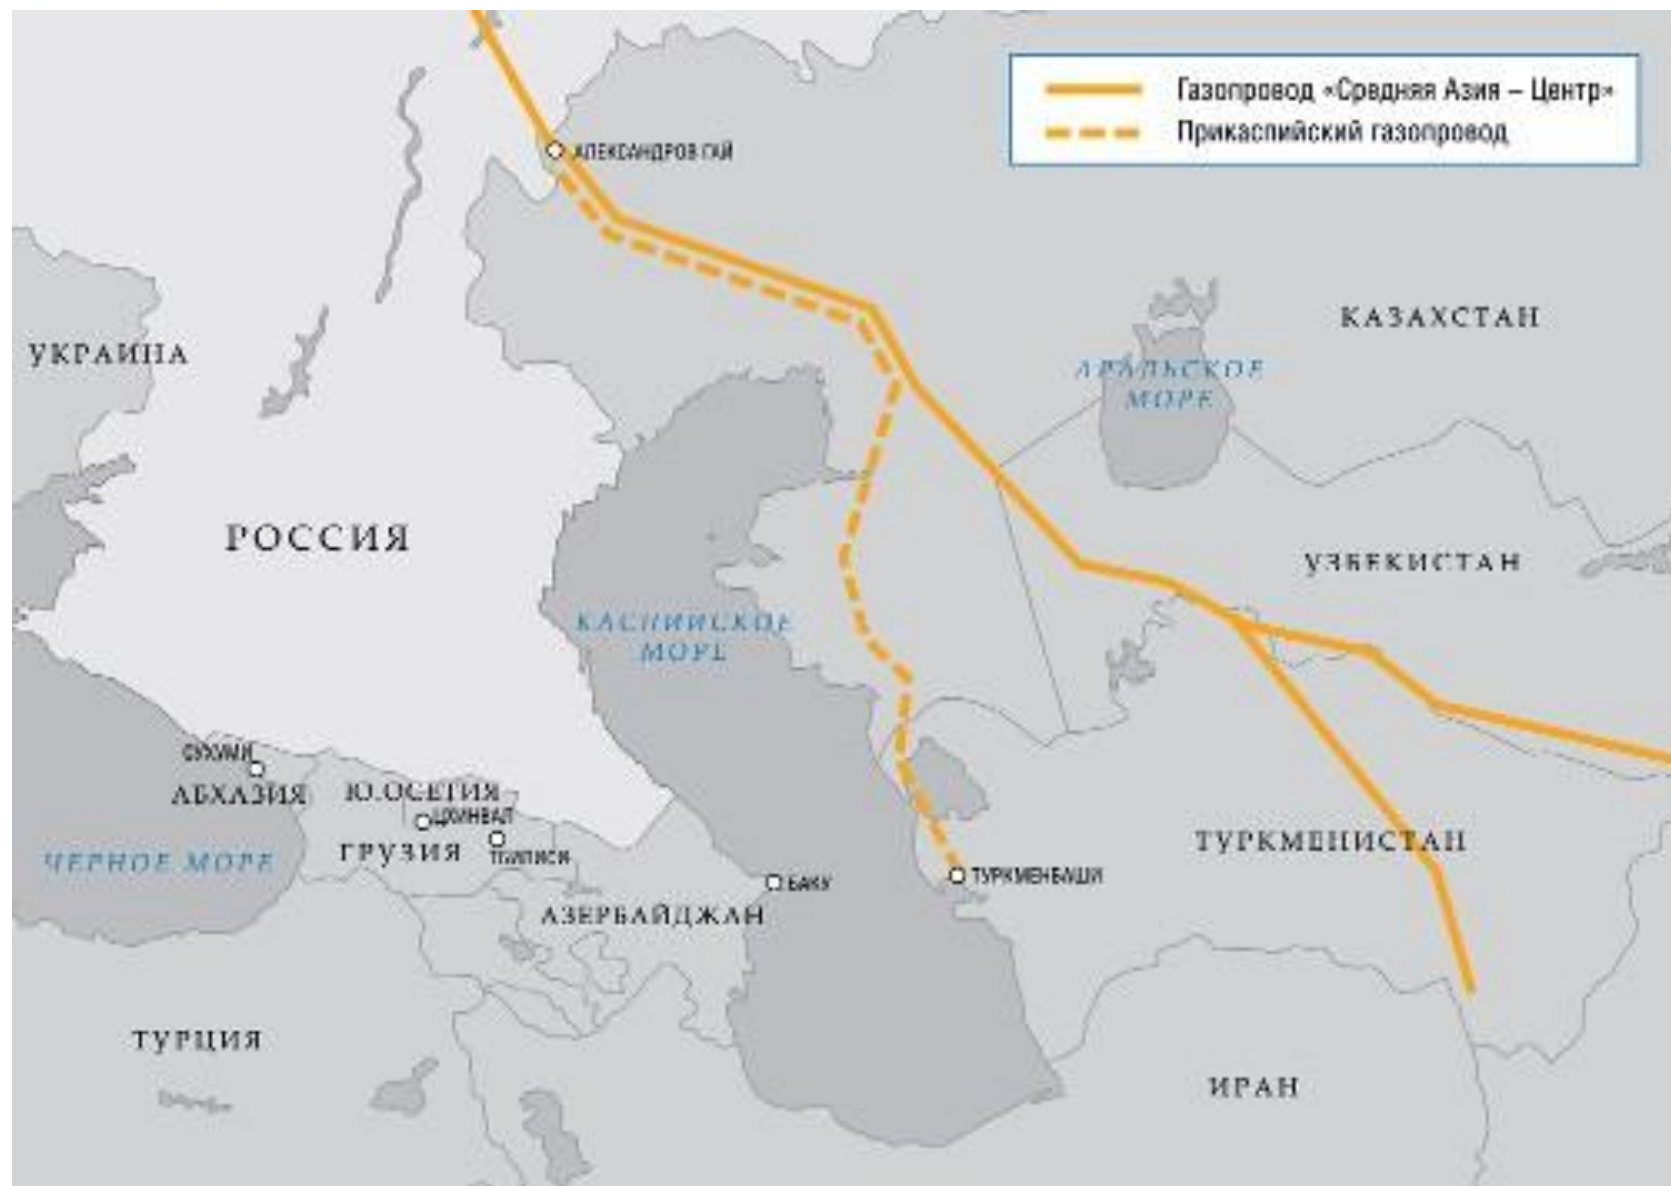 Газопровод «Средняя Азия – Центр»
Прикаспийский газопровод
АЛЕКСАНДРОВ ГАЙ
КАЗАХСТАН
УКРАИНА
АРАЛЬСКОЕ
МОРЕ
РОССИЯ
УЗБЕКИСТАН
КАСПИЙСКОЕ
МОРЕ
СУХУМИ
АБХАЗИЯ
Ю.ОСЕТИЯ
ЦХИНВАЛ
ЧЕРНОЕ МОРЕ
ГРУЗИЯ
ТБИЛИСИ
ТУРКМЕНИСТАН
БАКУ
ТУРКМЕНБАШИ
АЗЕРБАЙДЖАН
ТУРЦИЯ
ИРАН